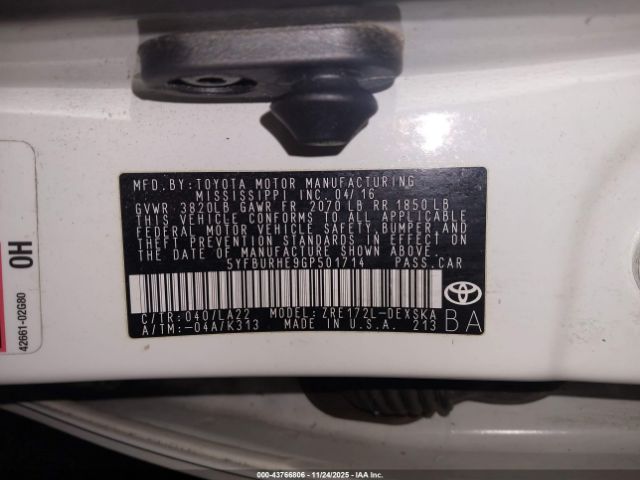 MFD.BY:TOYOTA MOTOR MANUFACTURING
MISSISSIPPI INC. 04/16
GVWR 3820LB GAWR FR 2070LB RR 1850LB
THIS VEHICLE CONFORMS TO ALL APPLICABLE
FEDERAL MOTOR VEHICLE SAFETY,BUMPER,AND
THEFT PREVENTION STANDARDS IN EFFECT ON
THE DATE OF MANUFACTURE SHOWN ABOVE.
5YFBURHE9GP501714 PASS.CAR
C/TR:040/LA22 MODEL:ZRE172L-DEXSKA
A/TM:-04A/K313 MADE IN U.S.A. 213
BA
OH
42661-02G80
000-43766806 - 11/24/2025 - IAA Inc.